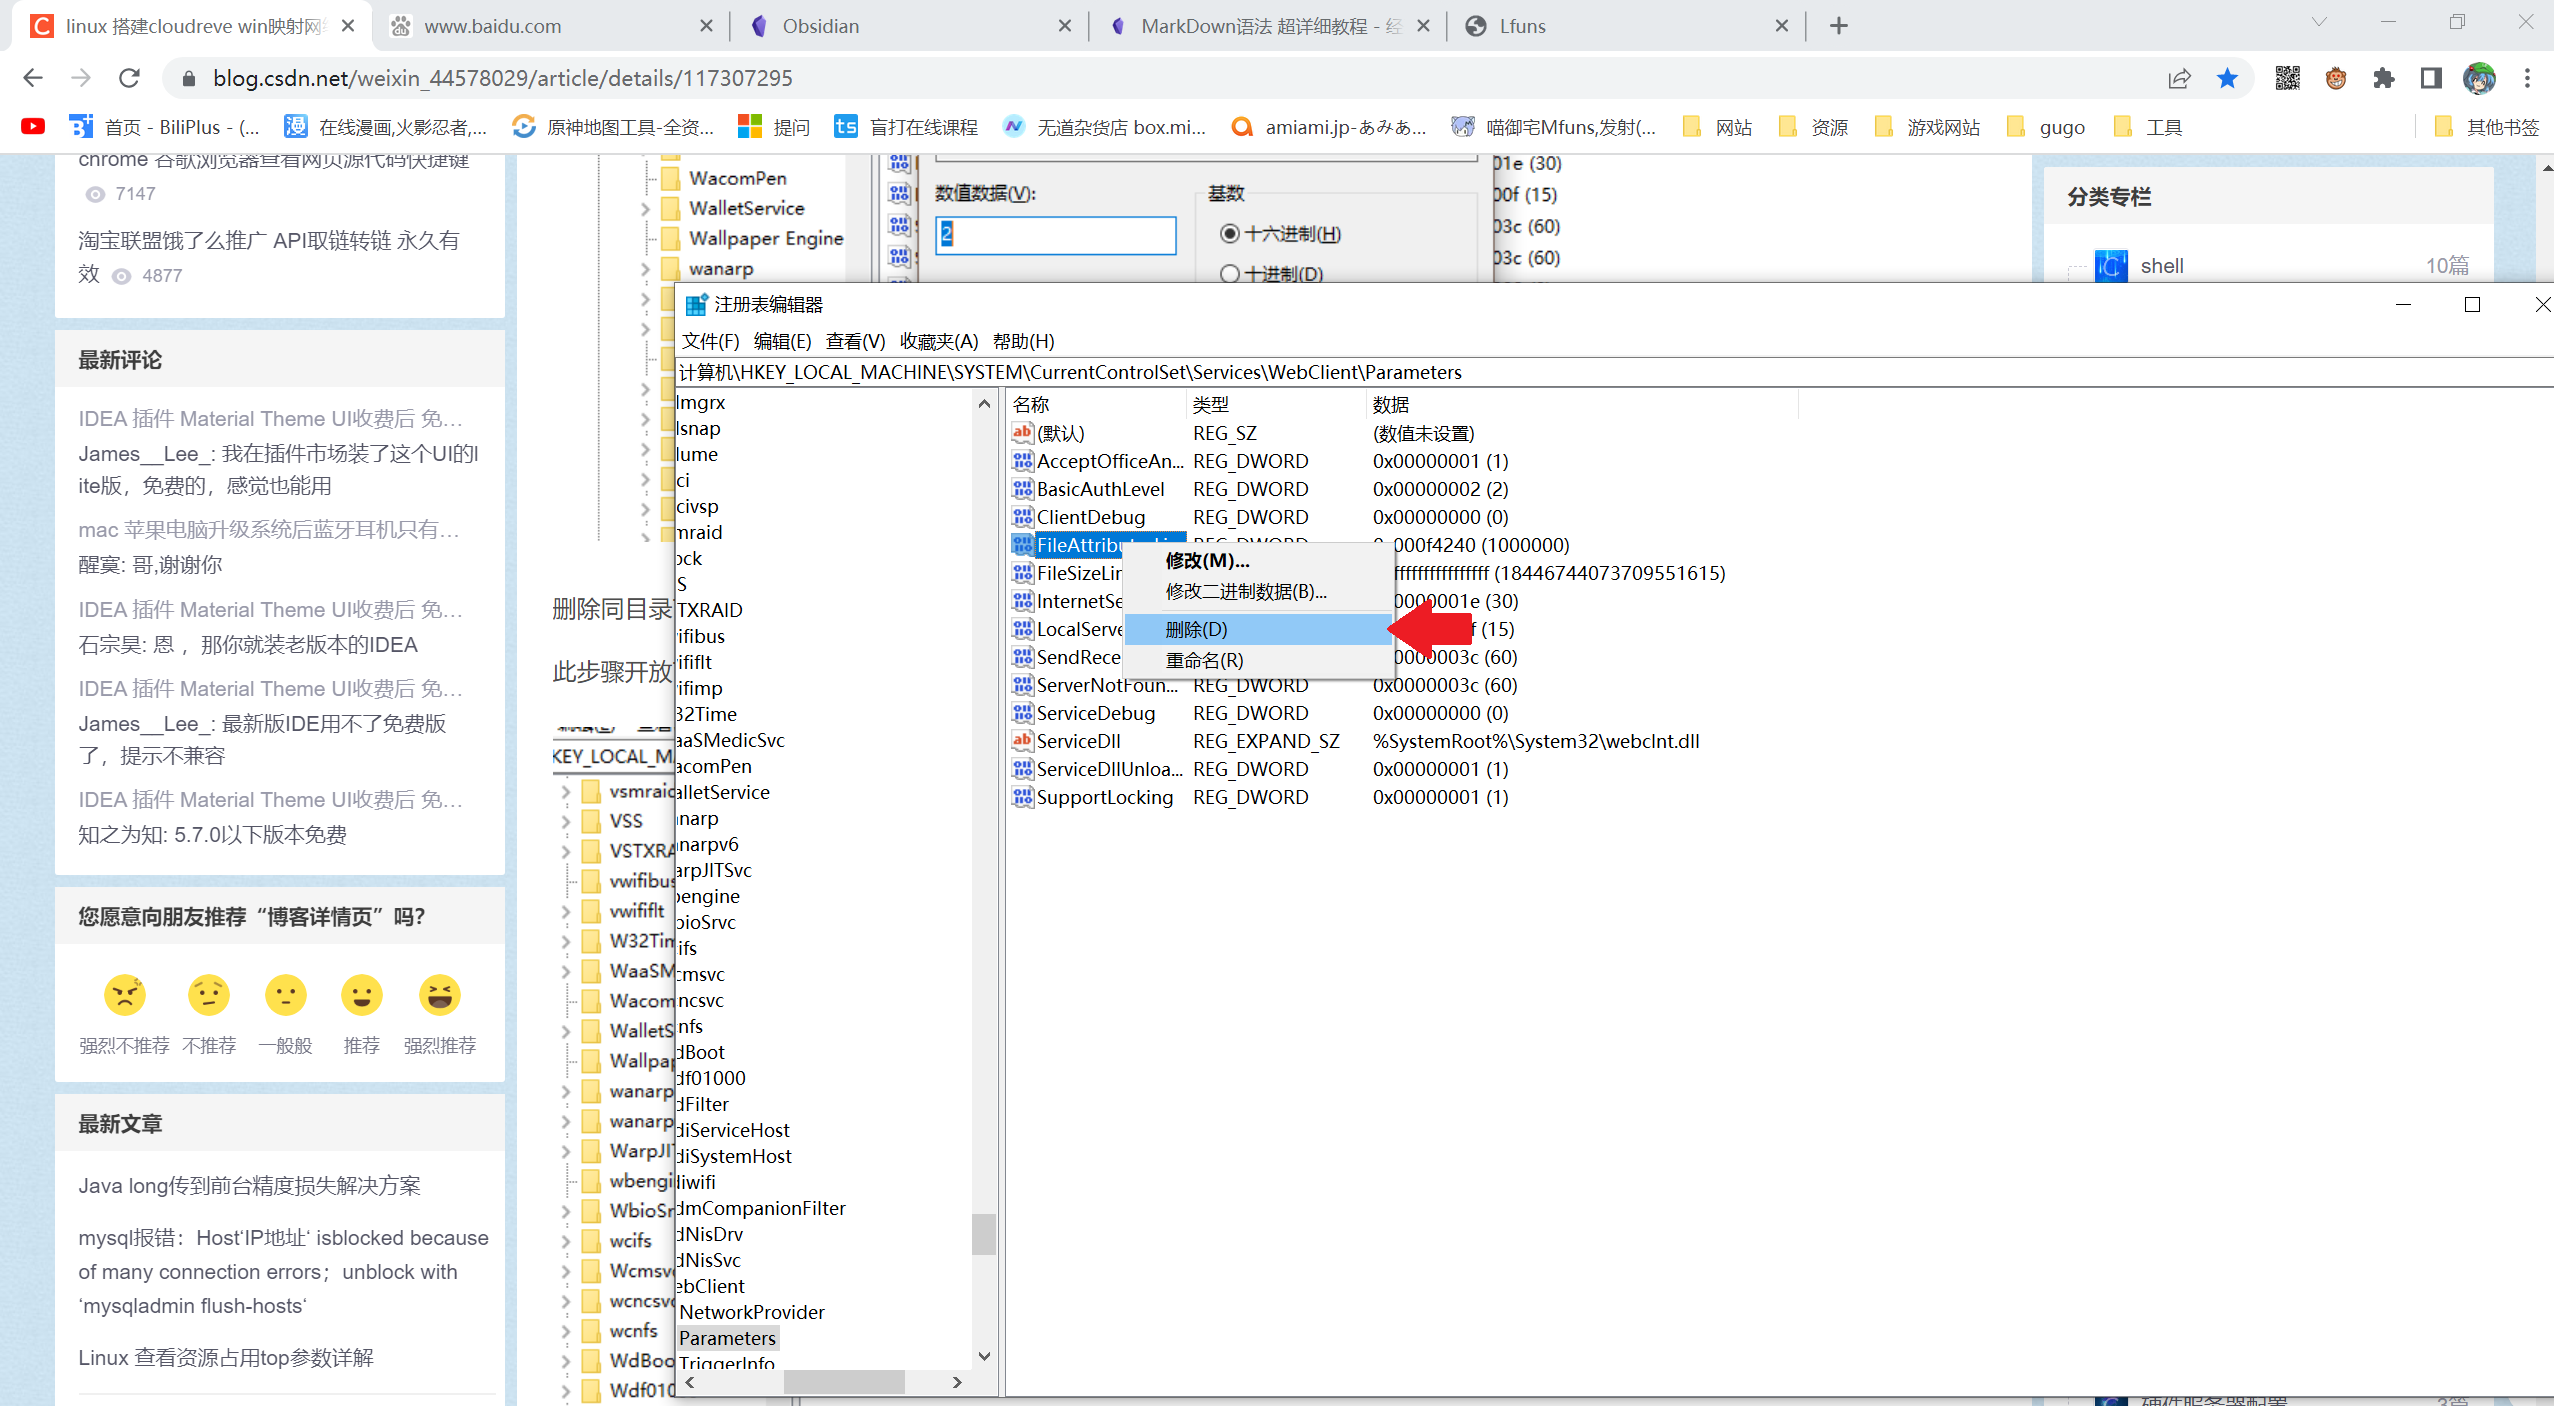 linux 搭建cloudreve win映射网
www.baidu.com
Obsidian
MarkDown语法 超详细教程 - 经
Lfuns
blog.csdn.net/weixin_44578029/article/details/117307295
首页 - BiliPlus - (...
在线漫画,火影忍者,...
原神地图工具-全资...
提问
盲打在线课程
无道杂货店 box.mi...
amiami.jp-あみあ...
喵御宅Mfuns,发射(...
网站
资源
游戏网站
gugo
工具
其他书签
chrome 谷歌浏览器查看网页源代码快捷键
7147
淘宝联盟饿了么推广 API取链转链 永久有
效 4877
最新评论
IDEA 插件 Material Theme UI收费后 免...
James__Lee_: 我在插件市场装了这个UI的l
ite版，免费的，感觉也能用
mac 苹果电脑升级系统后蓝牙耳机只有...
醒寞: 哥,谢谢你
IDEA 插件 Material Theme UI收费后 免...
石宗昊: 恩 ，那你就装老版本的IDEA
IDEA 插件 Material Theme UI收费后 免...
James__Lee_: 最新版IDE用不了免费版
了，提示不兼容
IDEA 插件 Material Theme UI收费后 免...
知之为知: 5.7.0以下版本免费
您愿意向朋友推荐“博客详情页”吗？
强烈不推荐 不推荐 一般般 推荐 强烈推荐
最新文章
Java long传到前台精度损失解决方案
mysql报错：Host‘IP地址‘ isblocked because
of many connection errors；unblock with
‘mysqladmin flush-hosts‘
Linux 查看资源占用top参数详解
WacomPen
WalletService
Wallpaper Engine
wanarp
数值数据(V):
2
基数
十六进制(H)
十进制(D)
01e (30)
00f (15)
03c (60)
03c (60)
分类专栏
shell
10篇
删除同目录
此步骤开放
KEY_LOCAL_M
vsmraid
VSS
VSTXRA
vwifibus
vwififlt
W32Tim
WaaSM
Wacom
WalletS
Wallpap
wanarp
wanarp
WarpJI
wbengi
WbioSr
wcifs
Wcmsv
wcncsv
wcnfs
WdBoo
Wdf01
注册表编辑器
文件(F) 编辑(E) 查看(V) 收藏夹(A) 帮助(H)
计算机\HKEY_LOCAL_MACHINE\SYSTEM\CurrentControlSet\Services\WebClient\Parameters
lmgrx
lsnap
lume
ci
civsp
mraid
ock
S
TXRAID
ifibus
ififlt
ifimp
32Time
aaSMedicSvc
acomPen
alletService
narp
narpv6
arpJITSvc
engine
bioSrvc
ifs
cmsvc
ncsvc
nfs
dBoot
df01000
dFilter
diServiceHost
diSystemHost
liwifi
dmCompanionFilter
dNisDrv
dNisSvc
ebClient
NetworkProvider
Parameters
TriggerInfo
名称 类型 数据
(默认) REG_SZ (数值未设置)
AcceptOfficeAn... REG_DWORD 0x00000001 (1)
BasicAuthLevel REG_DWORD 0x00000002 (2)
ClientDebug REG_DWORD 0x00000000 (0)
FileAttribut REG_DWORD 000f4240 (1000000)
FileSizeLin ffffffffffffffff (18446744073709551615)
InternetSe 0000001e (30)
LocalServe f (15)
SendRece 0000003c (60)
ServerNotFoun... REG_DWORD 0x0000003c (60)
ServiceDebug REG_DWORD 0x00000000 (0)
ServiceDll REG_EXPAND_SZ %SystemRoot%\System32\webclnt.dll
ServiceDllUnloa... REG_DWORD 0x00000001 (1)
SupportLocking REG_DWORD 0x00000001 (1)
修改(M)...
修改二进制数据(B)...
删除(D)
重命名(R)